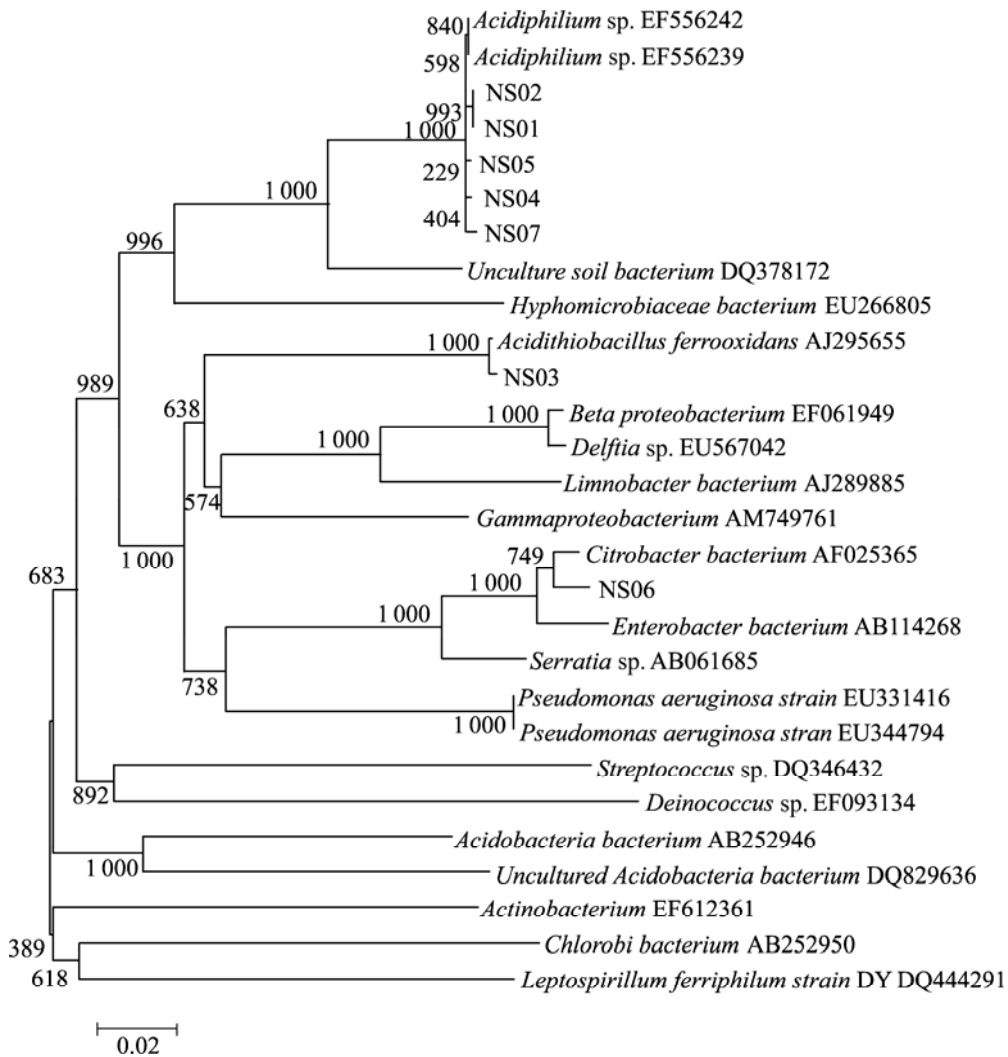 840
Acidiphilium sp. EF556242
598
Acidiphilium sp. EF556239
NS02
993
NS01
1 000
NS05
229
NS04
404
NS07
1 000
996
Unculture soil bacterium DQ378172
Hyphomicrobiaceae bacterium EU266805
1 000
Acidithiobacillus ferrooxidans AJ295655
NS03
989
638
1 000
Beta proteobacterium EF061949
Delftia sp. EU567042
1 000
Limnobacter bacterium AJ289885
574
Gammaproteobacterium AM749761
1 000
749
Citrobacter bacterium AF025365
683
1 000
NS06
1 000
Enterobacter bacterium AB114268
Serratia sp. AB061685
738
Pseudomonas aeruginosa strain EU331416
1 000
Pseudomonas aeruginosa stran EU344794
Streptococcus sp. DQ346432
892
Deinococcus sp. EF093134
Acidobacteria bacterium AB252946
1 000
Uncultured Acidobacteria bacterium DQ829636
Actinobacterium EF612361
389
Chlorobi bacterium AB252950
618
Leptospirillum ferriphilum strain DY DQ444291
0.02